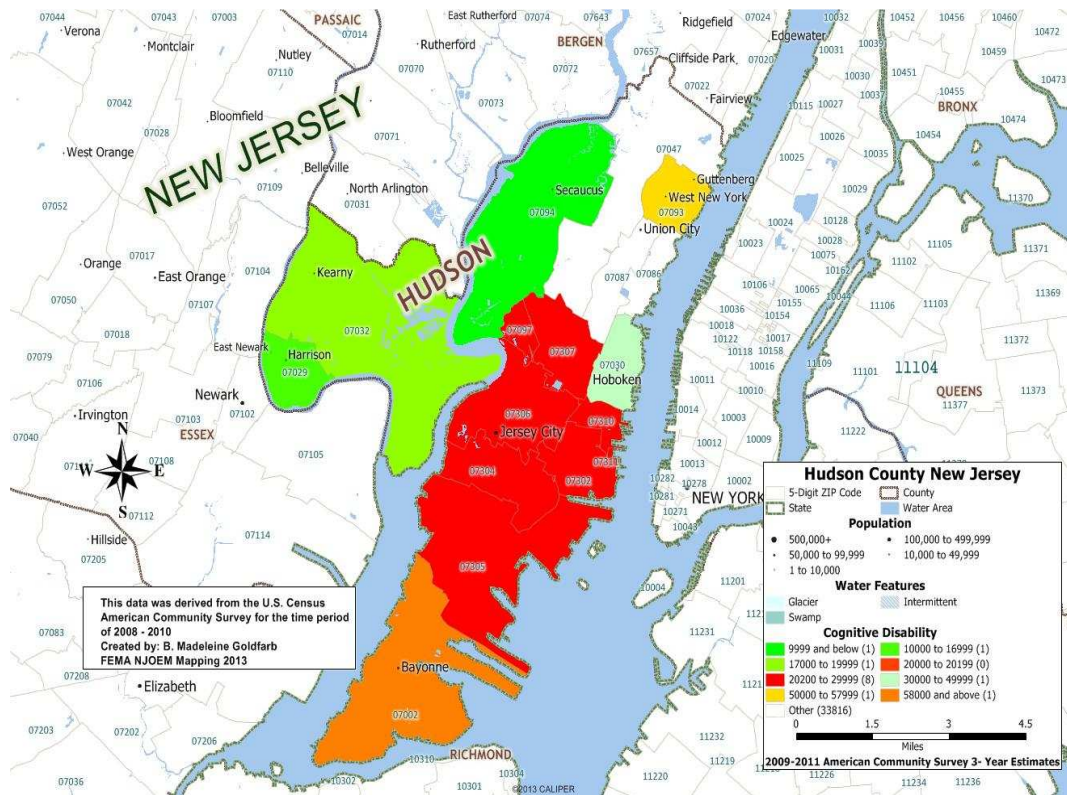 07044
07043
07003
PASSAIC
07014
East Rutherford
07074
07643
Ridgefield
07024
10032
10452
10456
10460
10472
Verona
Montclair
Nutley
07110
Rutherford
07070
BERGEN
07072
07657
Cliffside Park
07020
Edgewater
10031
10039
10451
10459
10473
07042
07073
07022
Fairview
10030
10037
10455
BRONX
10474
NEW JERSEY
Bloomfield
07028
07071
10115
10027
10026
10454
West Orange
Belleville
07109
North Arlington
07031
07047
Guttenberg
West New York
07093
Union City
10025
10035
10029
11370
Secaucus
07094
07052
07017
Orange
East Orange
07104
07107
07050
Kearny
HUDSON
07087
07086
10024
10023
10128
10028
10075
10162
10044
11105
11102
11371
11369
10106
10065
10155
10154
11106
11103
07018
07079
07032
07097
07307
10036
10018
10122
10118
10017
10158
10016
11372
East Newark
Harrison
07029
07030
Hoboken
11109
11101
11104
QUEENS
11377
11373
07106
Irvington
Newark
07102
07103
ESSEX
07040
07108
07105
07306
Jersey City
07310
07311
07304
07302
10011
10010
10014
10003
10012
10009
11222
N
W
E
S
10013
10002
10282
10278
10281
NEW YORK
10271
07112
Hillside
07205
07114
07305
10004
11201
11231
This data was derived from the U.S. Census
American Community Survey for the time period
of 2008 - 2010
Created by: B. Madeleine Goldfarb
FEMA NJOEM Mapping 2013
07083
07208
Elizabeth
Bayonne
07002
07203
07202
07206
RICHMOND
10310
10302
10304
10301
07036
11232
11220
11219
11226
11234
11236
©2013 CALIPER
Hudson County New Jersey
5-Digit ZIP Code
County
State
Water Area
Population
500,000+
100,000 to 499,999
50,000 to 99,999
10,000 to 49,999
1 to 10,000
Water Features
Glacier
Intermittent
Swamp
Cognitive Disability
9999 and below (1)
10000 to 16999 (1)
17000 to 19999 (1)
20000 to 20199 (0)
20200 to 29999 (8)
30000 to 49999 (1)
50000 to 57999 (1)
58000 and above (1)
Other (33816)
0 1.5 3 4.5
Miles
2009-2011 American Community Survey 3- Year Estimates